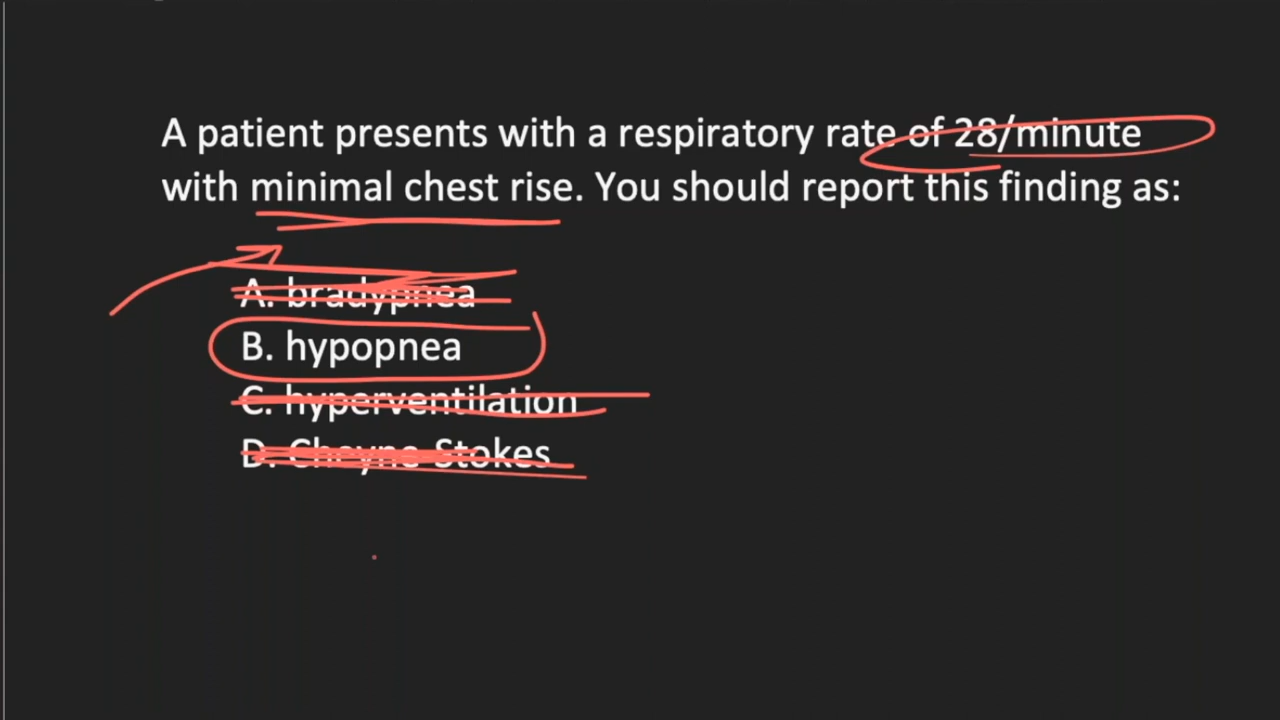 A patient presents with a respiratory rate of 28/minute
with minimal chest rise. You should report this finding as:
A. bradypnea
B. hypopnea
C. hyperventilation
D. Cheyne Stokes